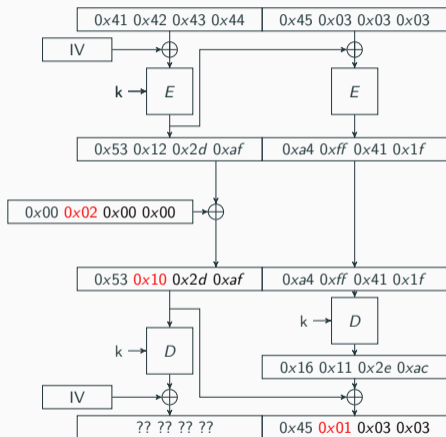 0x41 0x42 0x43 0x44 0x45 0x03 0x03 0x03
IV
k E E
0x53 0x12 0x2d 0xaf 0xa4 0xff 0x41 0x1f
0x00 0x02 0x00 0x00
0x53 0x10 0x2d 0xaf 0xa4 0xff 0x41 0x1f
k D
k D
0x16 0x11 0x2e 0xac
IV
?? ?? ?? ?? 0x45 0x01 0x03 0x03